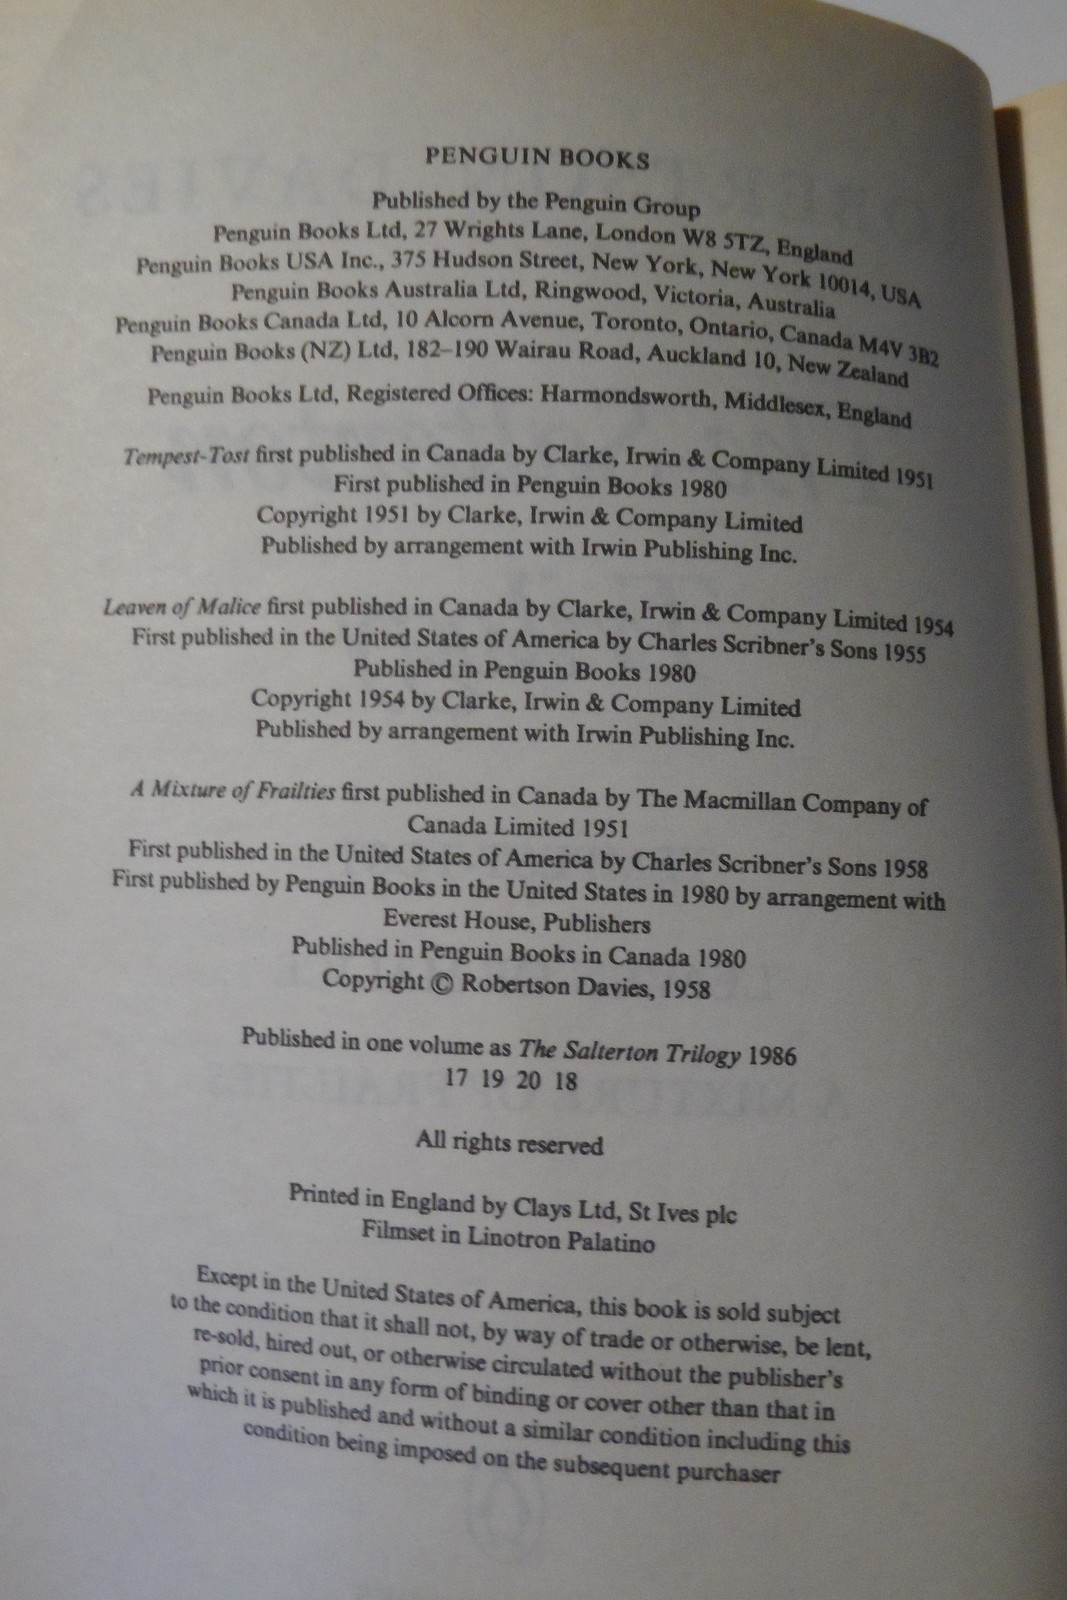 PENGUIN BOOKS
Published by the Penguin Group
Penguin Books Ltd, 27 Wrights Lane, London W8 5TZ, England
Penguin Books USA Inc., 375 Hudson Street, New York, New York 10014, USA
Penguin Books Australia Ltd, Ringwood, Victoria, Australia
Penguin Books Canada Ltd, 10 Alcorn Avenue, Toronto, Ontario, Canada M4V 3B2
Penguin Books (NZ) Ltd, 182–190 Wairau Road, Auckland 10, New Zealand
Penguin Books Ltd, Registered Offices: Harmondsworth, Middlesex, England
Tempest-Tost first published in Canada by Clarke, Irwin & Company Limited 1951
First published in Penguin Books 1980
Copyright 1951 by Clarke, Irwin & Company Limited
Published by arrangement with Irwin Publishing Inc.
Leaven of Malice first published in Canada by Clarke, Irwin & Company Limited 1954
First published in the United States of America by Charles Scribner's Sons 1955
Published in Penguin Books 1980
Copyright 1954 by Clarke, Irwin & Company Limited
Published by arrangement with Irwin Publishing Inc.
A Mixture of Frailties first published in Canada by The Macmillan Company of
Canada Limited 1951
First published in the United States of America by Charles Scribner's Sons 1958
First published by Penguin Books in the United States in 1980 by arrangement with
Everest House, Publishers
Published in Penguin Books in Canada 1980
Copyright © Robertson Davies, 1958
Published in one volume as The Salterton Trilogy 1986
17 19 20 18
All rights reserved
Printed in England by Clays Ltd, St Ives plc
Filmset in Linotron Palatino
Except in the United States of America, this book is sold subject
to the condition that it shall not, by way of trade or otherwise, be lent,
re-sold, hired out, or otherwise circulated without the publisher's
prior consent in any form of binding or cover other than that in
which it is published and without a similar condition including this
condition being imposed on the subsequent purchaser